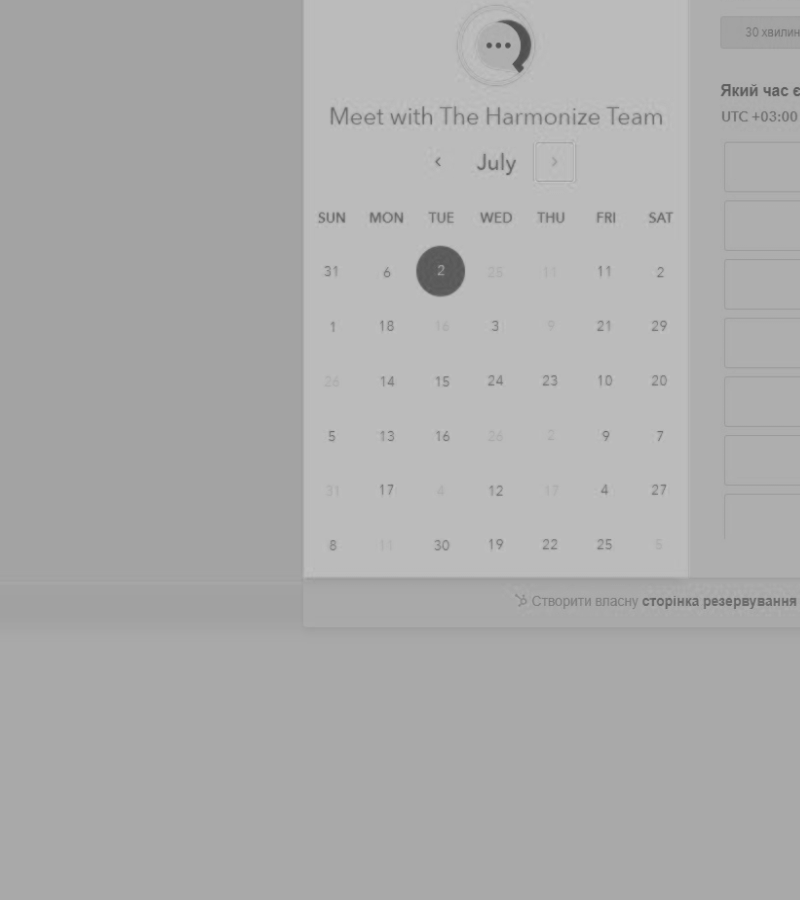 30 хвилин
Meet with The Harmonize Team
Який час є
UTC +03:00
July
SUN MON TUE WED THU FRI SAT
31 6 2 25 11 11 2
1 18 16 3 9 21 29
26 14 15 24 23 10 20
5 13 16 26 2 9 7
31 17 4 12 17 4 27
8 11 30 19 22 25 5
Створити власну сторінка резервування